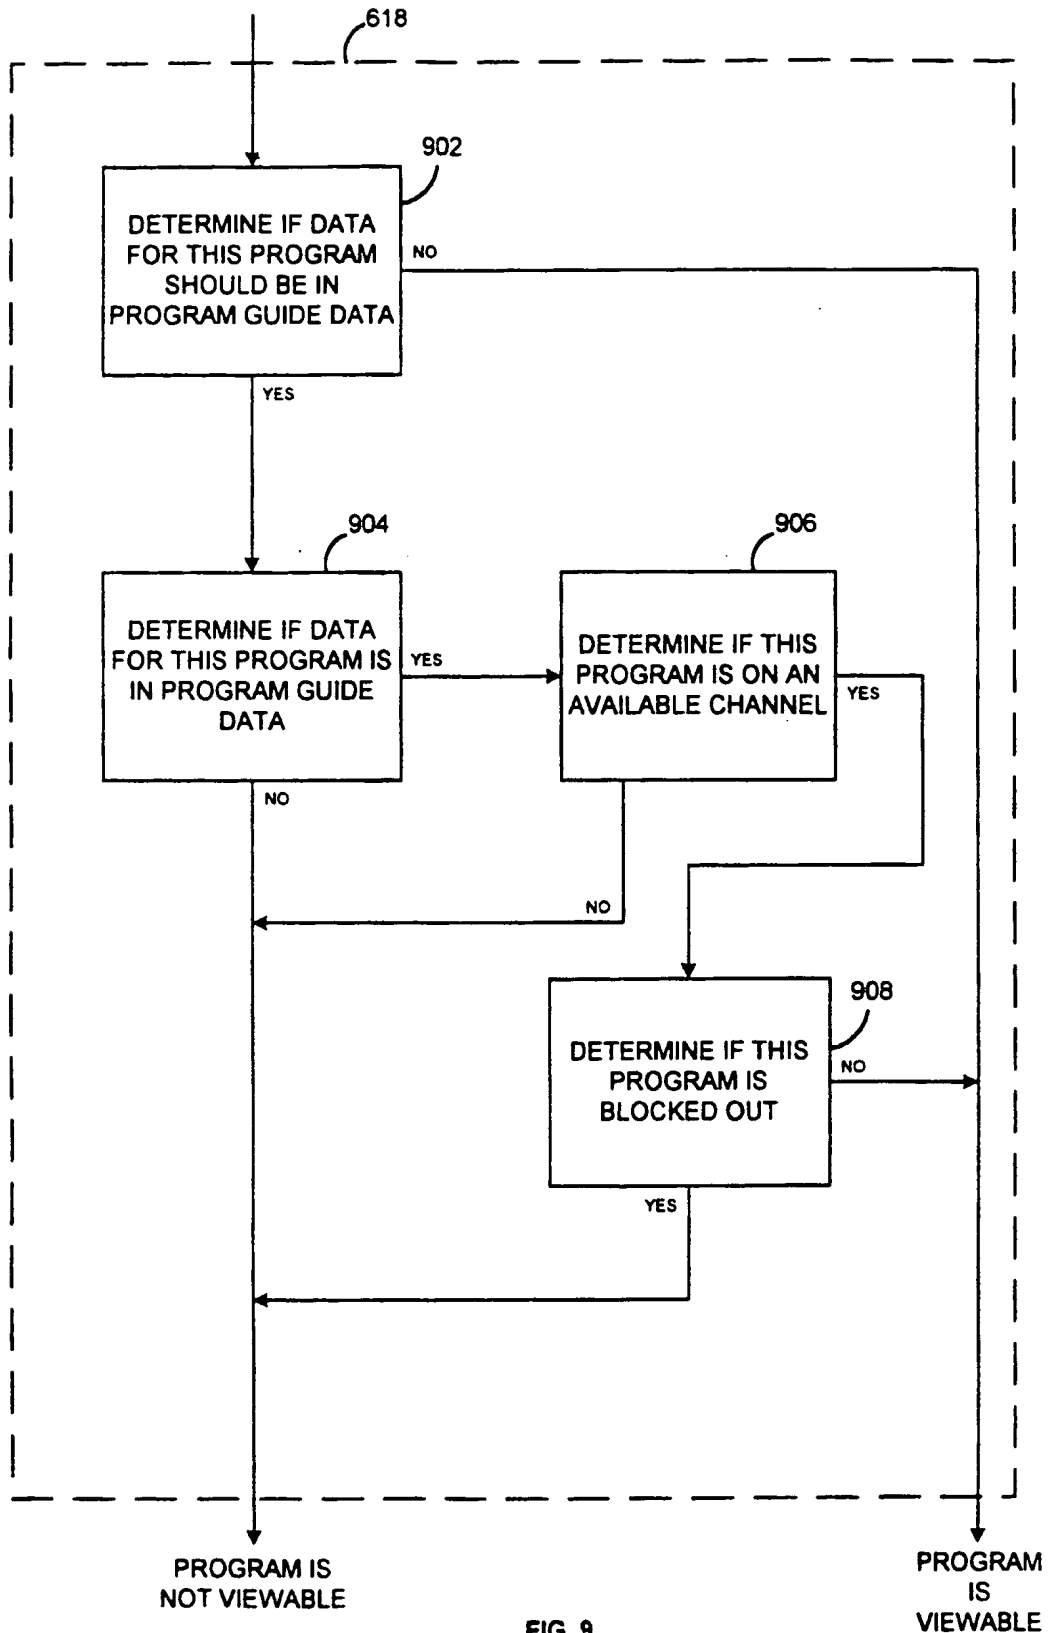 618
902
DETERMINE IF DATA
FOR THIS PROGRAM
SHOULD BE IN
PROGRAM GUIDE DATA
NO
YES
904
DETERMINE IF DATA
FOR THIS PROGRAM IS
IN PROGRAM GUIDE
DATA
YES
NO
906
DETERMINE IF THIS
PROGRAM IS ON AN
AVAILABLE CHANNEL
YES
NO
908
DETERMINE IF THIS
PROGRAM IS
BLOCKED OUT
NO
YES
PROGRAM IS
NOT VIEWABLE
PROGRAM
IS
VIEWABLE
FIG. 9